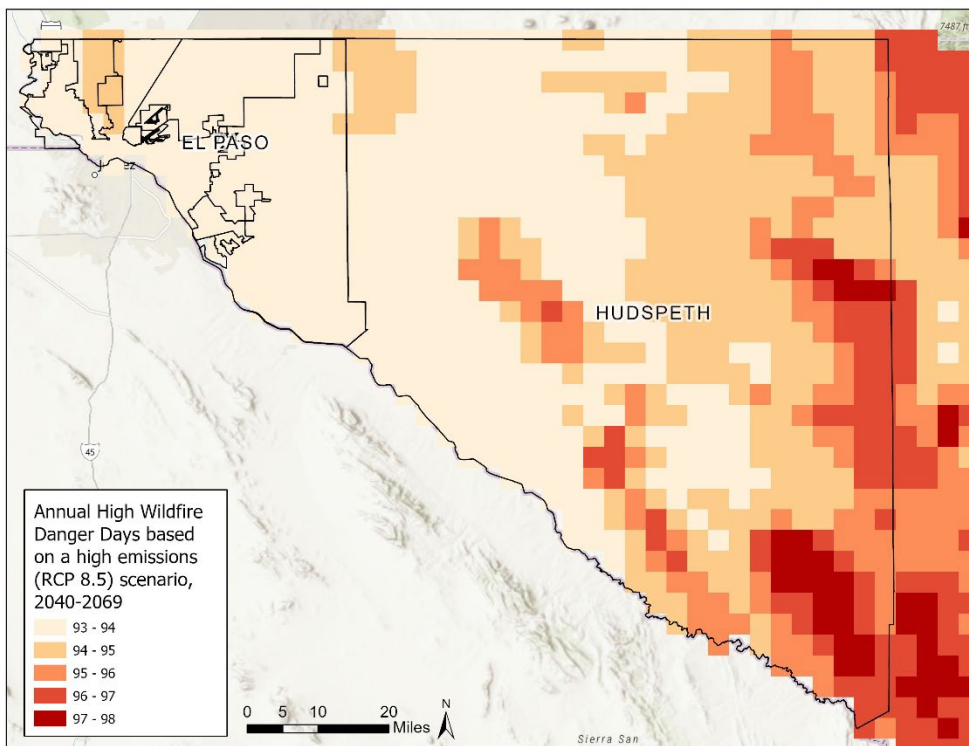 7487 ft
EL PASO
HUDSPETH
45
Annual High Wildfire
Danger Days based
on a high emissions
(RCP 8.5) scenario,
2040-2069
93 - 94
94 - 95
95 - 96
96 - 97
97 - 98
N
0 5 10 20
Miles
Sierra San